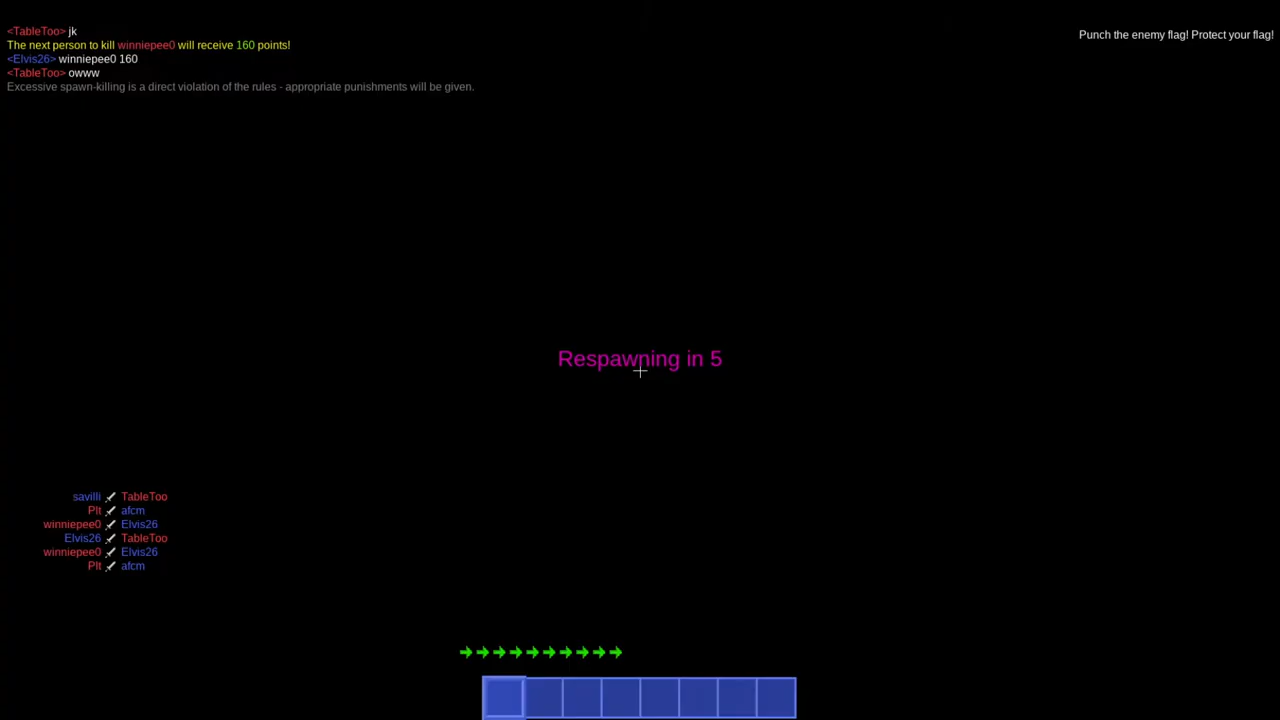 <TableToo> jk
The next person to kill winniepee0 will receive 160 points!
<Elvis26> winniepee0 160
<TableToo> owww
Excessive spawn-killing is a direct violation of the rules - appropriate punishments will be given.
Punch the enemy flag! Protect your flag!
Respawning in 5
savilli TableToo
Plt afcm
winniepee0 Elvis26
Elvis26 TableToo
winniepee0 Elvis26
Plt afcm